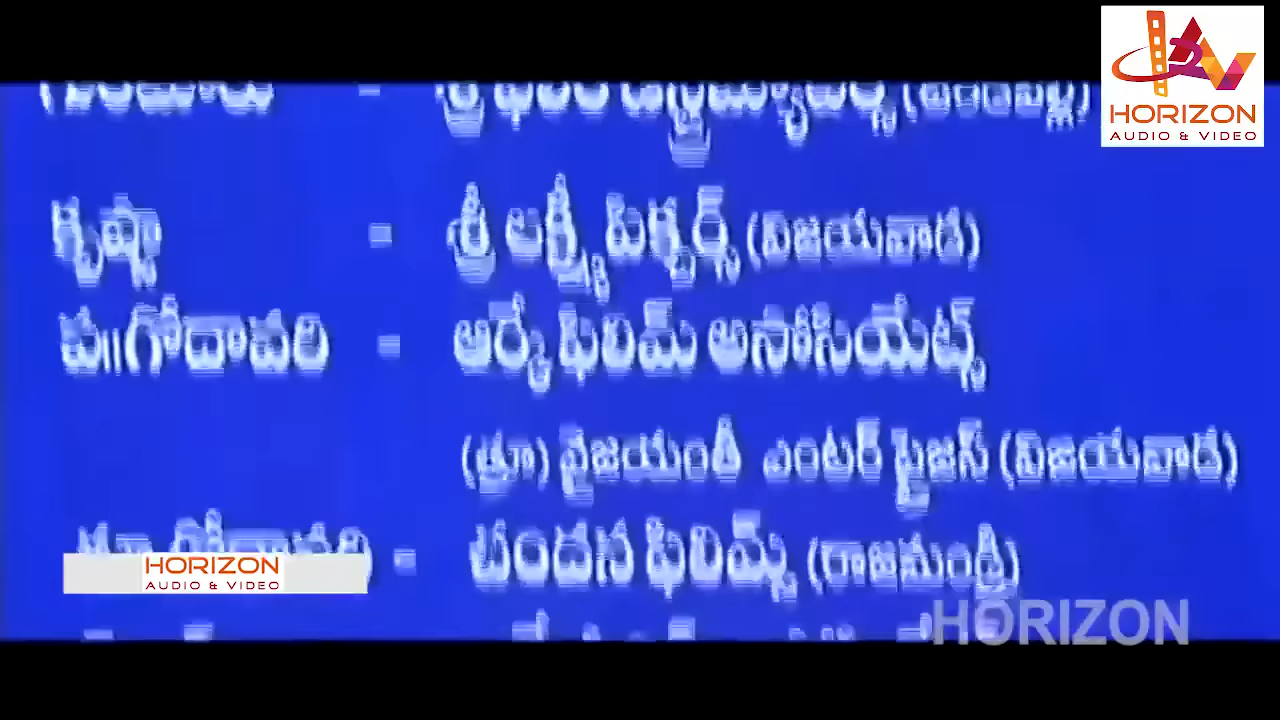 HORIZON
AUDIO & VIDEO
గుంటూరు - శ్రీ ఫిలిం డిస్ట్రిబ్యూటర్స్
కృష్ణా - శ్రీ లక్ష్మీ పిక్చర్స్ (విజయవాడ)
ప॥గోదావరి - ఆర్కే ఫిలిమ్ అసోసియేట్స్
(త్రూ) వైజయంతీ ఎంటర్ ప్రైజస్ (విజయవాడ)
చందన ఫిలిమ్స్ (రాజమండ్రి)
HORIZON
AUDIO & VIDEO
HORIZON